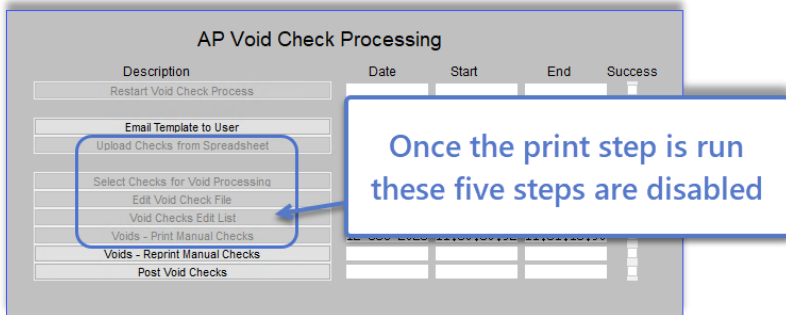 AP Void Check Processing
Description Date Start End Success
Restart Void Check Process
Email Template to User
Upload Checks from Spreadsheet
Once the print step is run
these five steps are disabled
Select Checks for Void Processing
Edit Void Check File
Void Checks Edit List
Voids - Print Manual Checks
Voids - Reprint Manual Checks
Post Void Checks